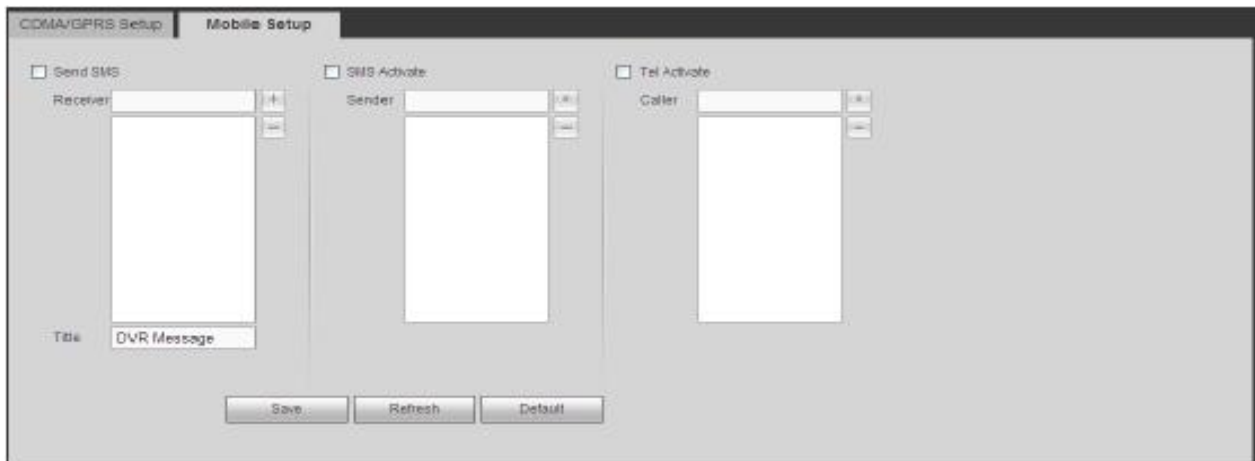 CDMA/GPRS Setup
Mobile Setup
Send SMS
SMS Activate
Tel Activate
Receiver
+
Sender
+
Caller
+
—
—
—
Title
DVR Message
Save
Refresh
Default